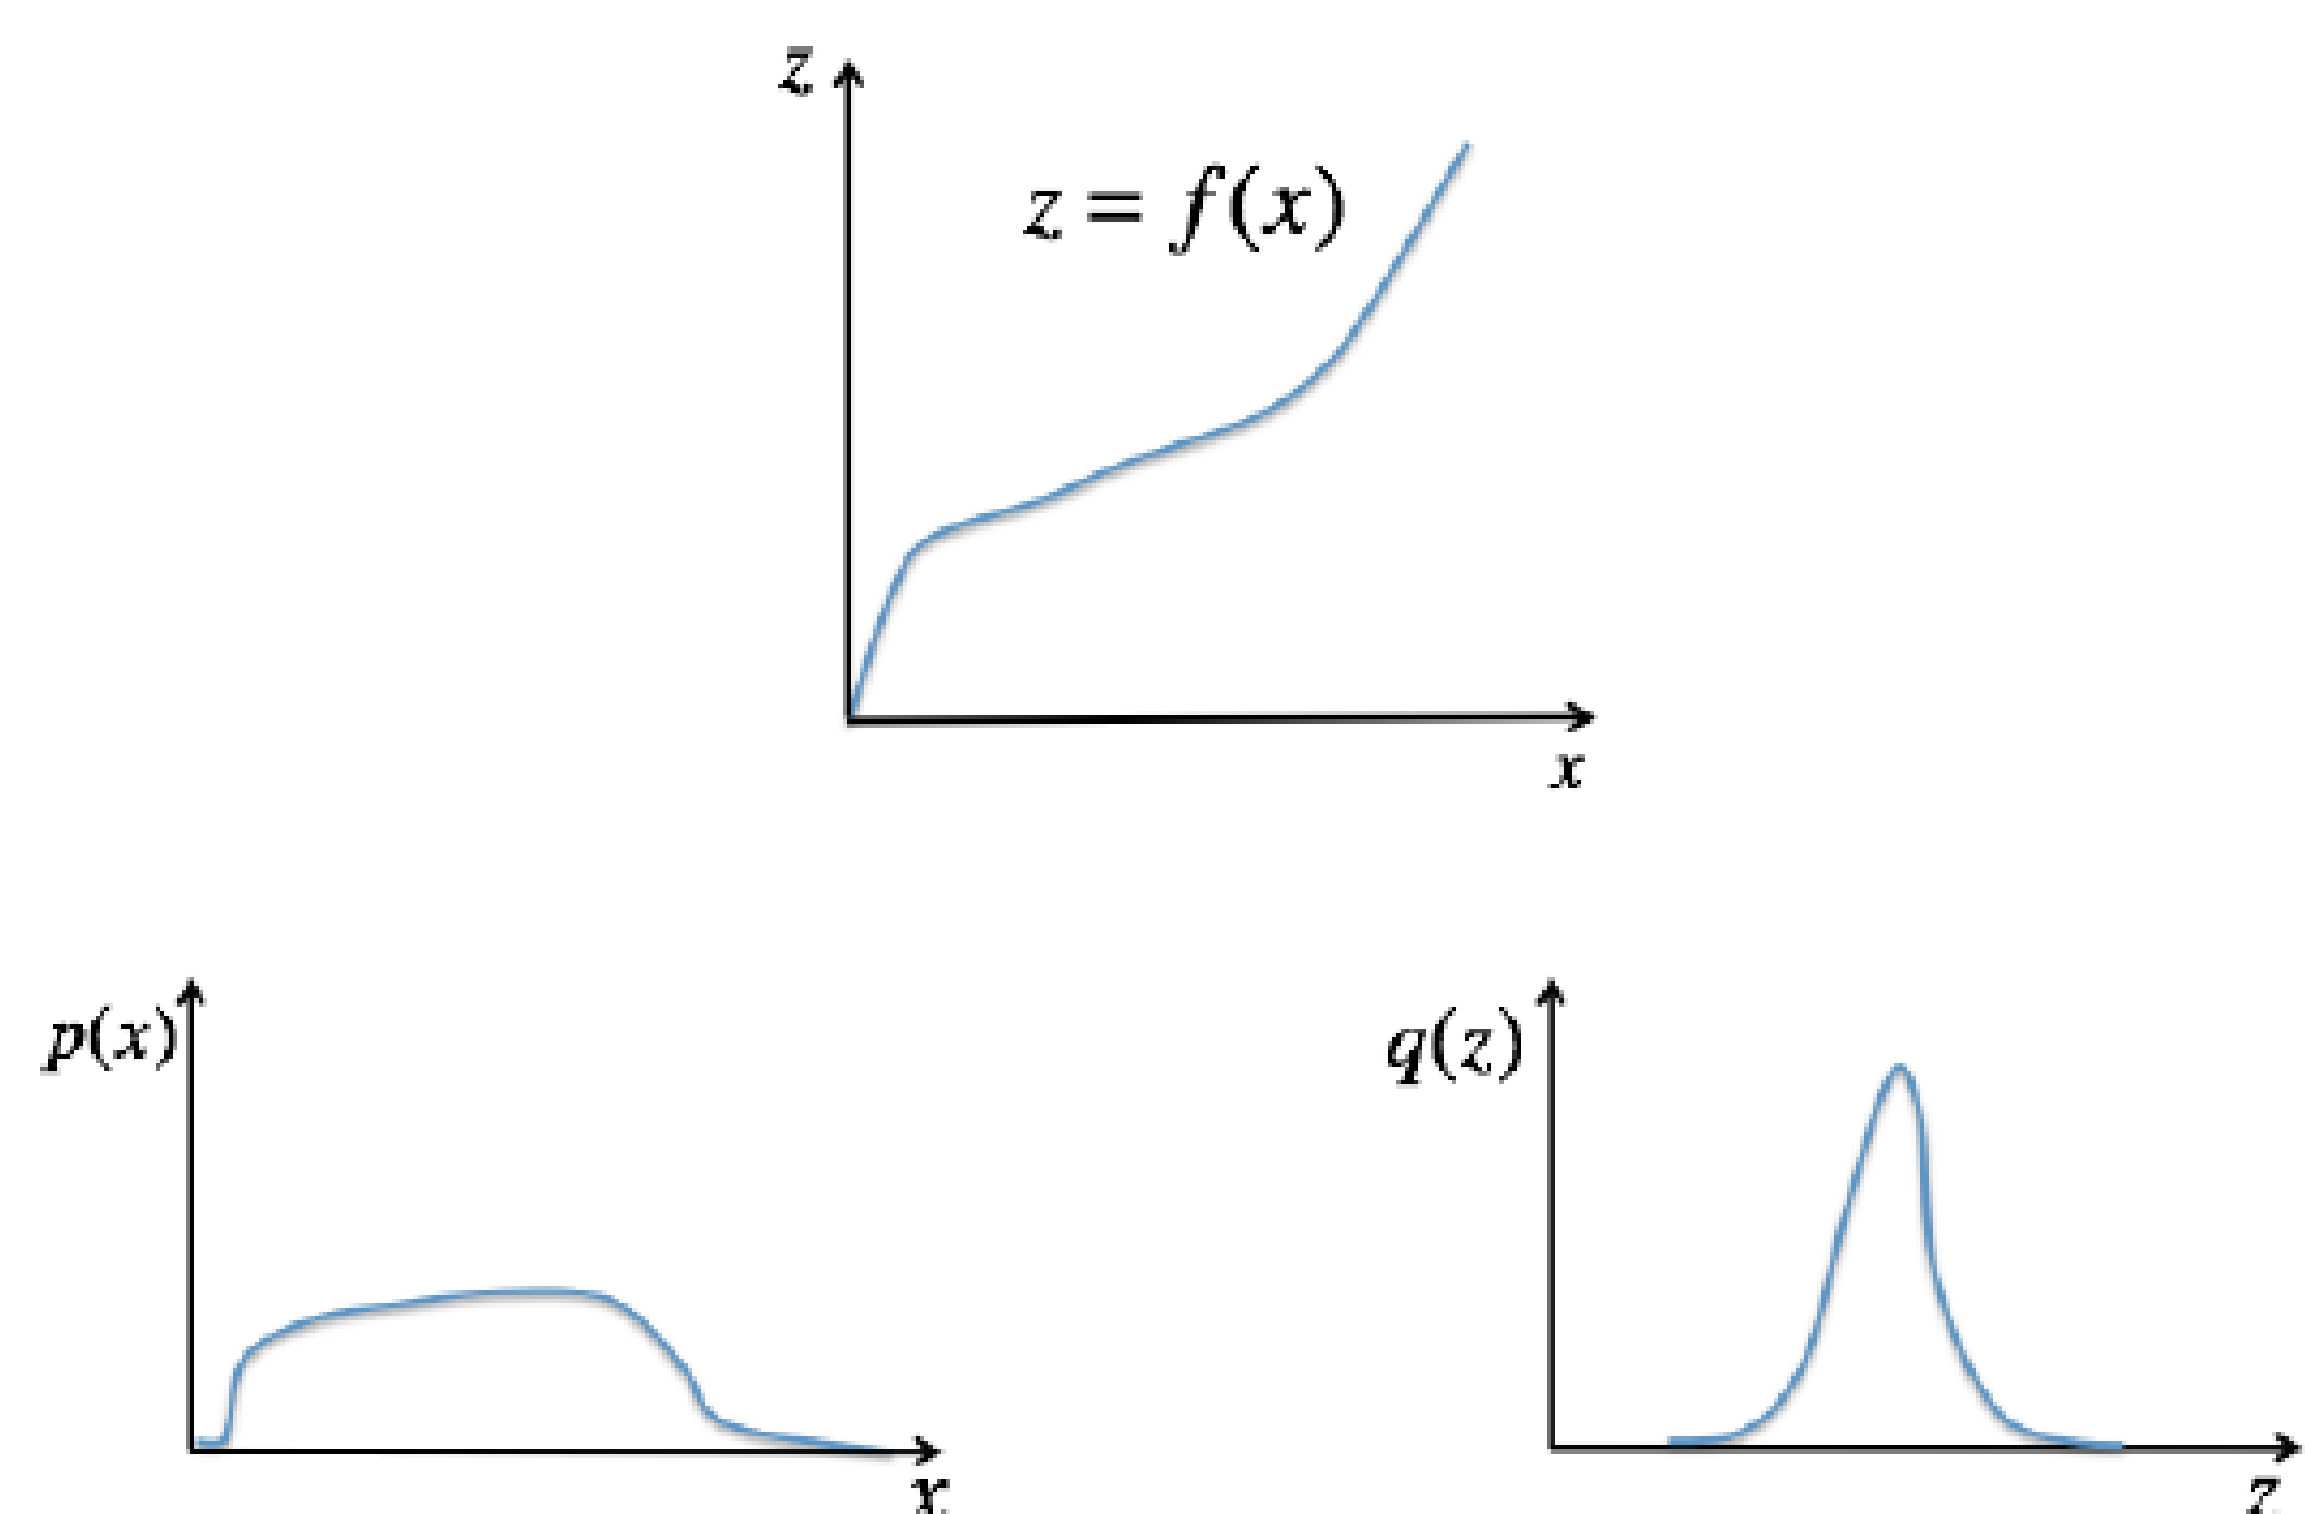 z
z = f(x)
x
p(x)
q(z)
x
z